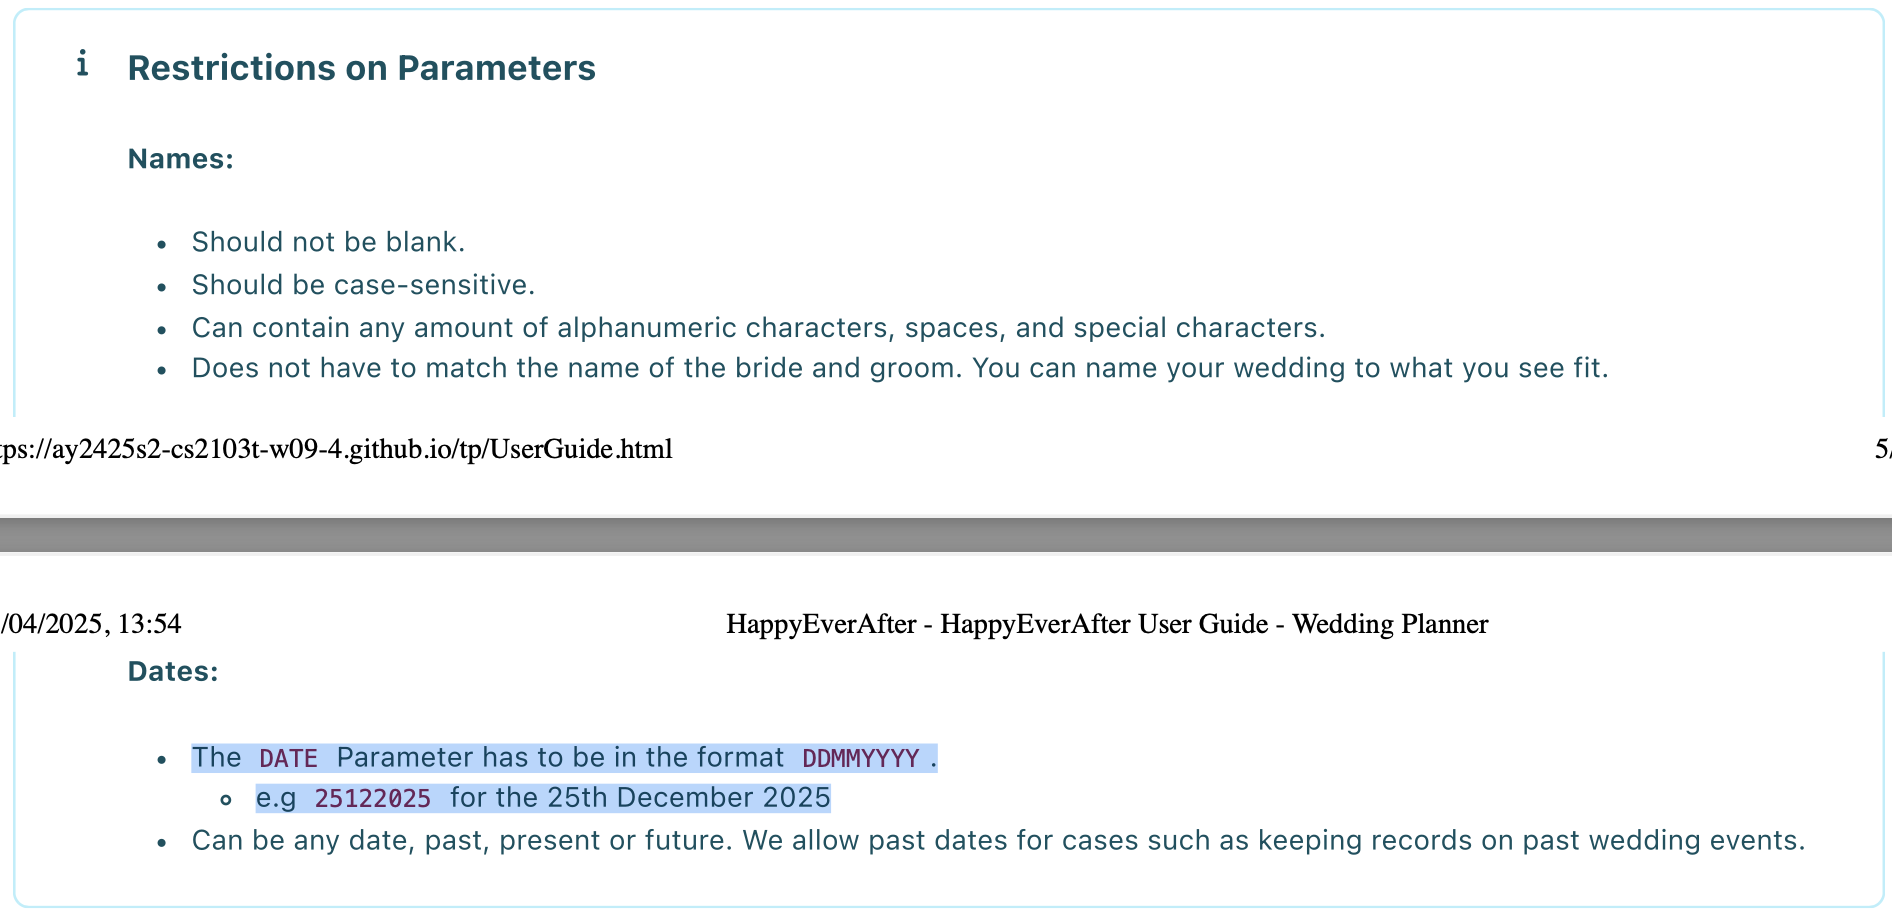 i Restrictions on Parameters
Names:
• Should not be blank.
• Should be case-sensitive.
• Can contain any amount of alphanumeric characters, spaces, and special characters.
• Does not have to match the name of the bride and groom. You can name your wedding to what you see fit.
tps://ay2425s2-cs2103t-w09-4.github.io/tp/UserGuide.html 5/
/04/2025, 13:54 HappyEverAfter - HappyEverAfter User Guide - Wedding Planner
Dates:
• The DATE Parameter has to be in the format DDMMYYYY .
◦ e.g 25122025 for the 25th December 2025
• Can be any date, past, present or future. We allow past dates for cases such as keeping records on past wedding events.